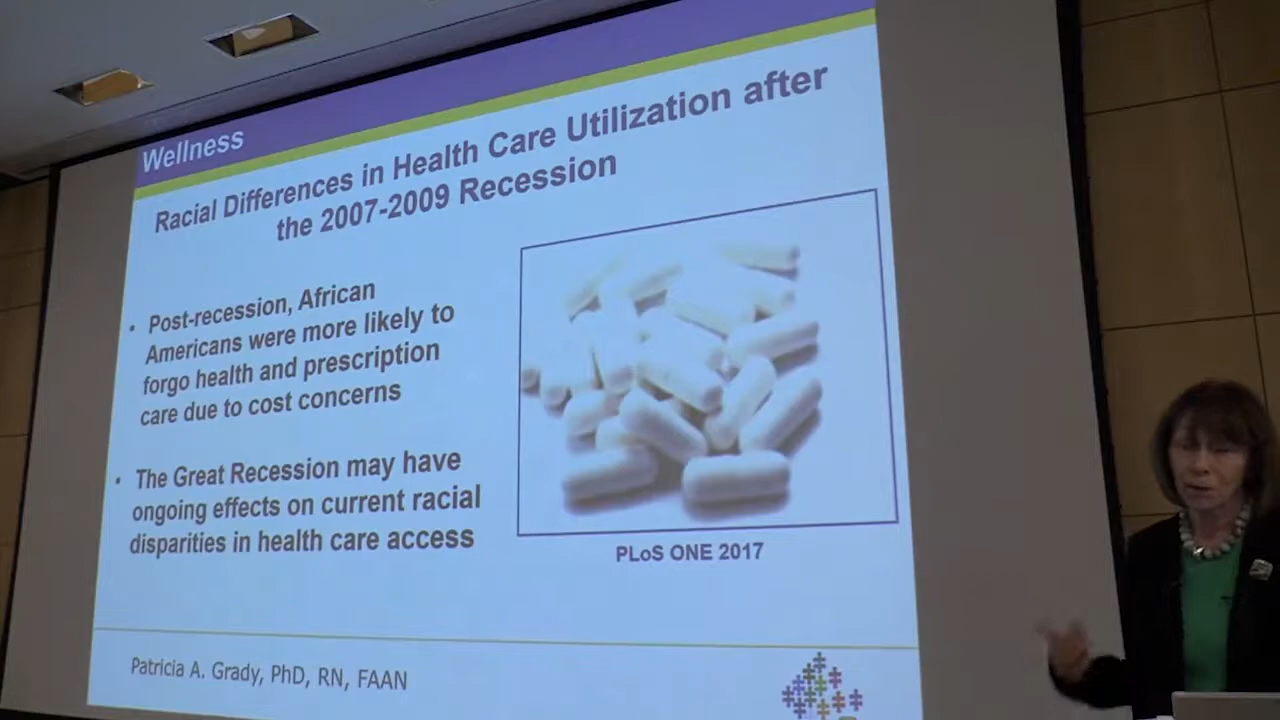 Wellness
Racial Differences in Health Care Utilization after
the 2007-2009 Recession
• Post-recession, African
Americans were more likely to
forgo health and prescription
care due to cost concerns
• The Great Recession may have
ongoing effects on current racial
disparities in health care access
PLoS ONE 2017
Patricia A. Grady, PhD, RN, FAAN